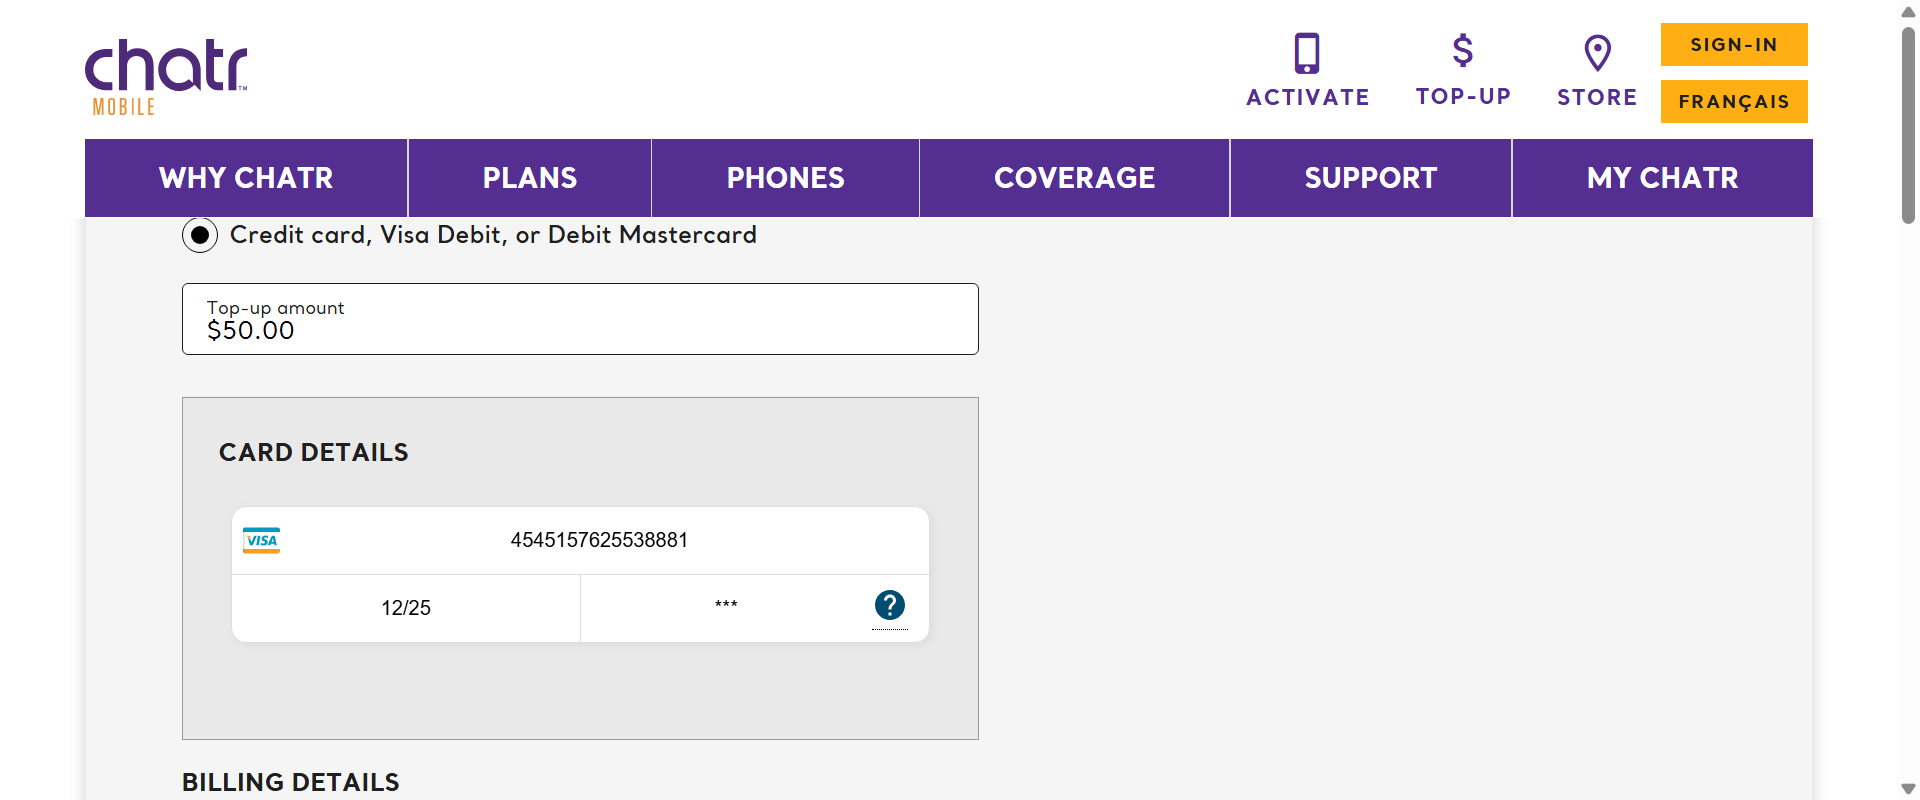 chatr™
MOBILE
ACTIVATE
TOP-UP
STORE
SIGN-IN
FRANÇAIS
WHY CHATR
PLANS
PHONES
COVERAGE
SUPPORT
MY CHATR
Credit card, Visa Debit, or Debit Mastercard
Top-up amount
$50.00
CARD DETAILS
VISA
4545157625538881
12/25
***
?
BILLING DETAILS